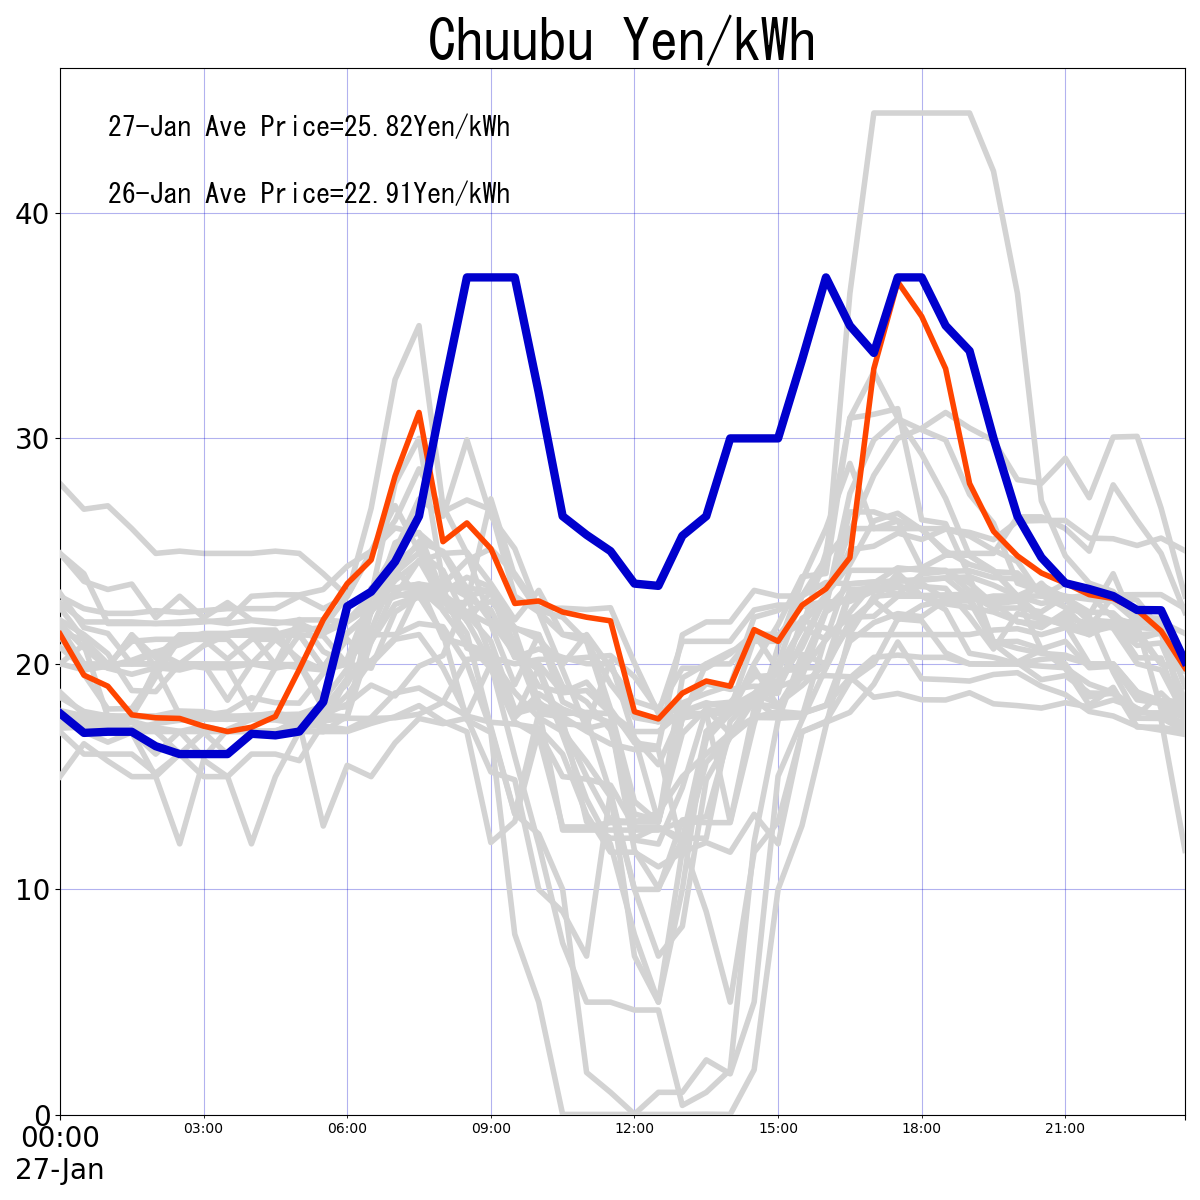 Chuubu Yen/kWh
27-Jan Ave Price=25.82Yen/kWh
26-Jan Ave Price=22.91Yen/kWh
40
30
20
10
0
00:00 03:00 06:00 09:00 12:00 15:00 18:00 21:00
27-Jan